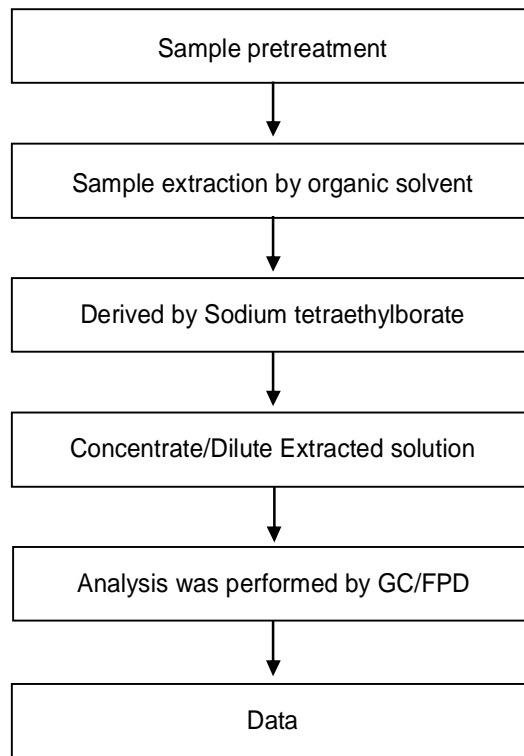 Sample pretreatment
Sample extraction by organic solvent
Derived by Sodium tetraethylborate
Concentrate/Dilute Extracted solution
Analysis was performed by GC/FPD
Data